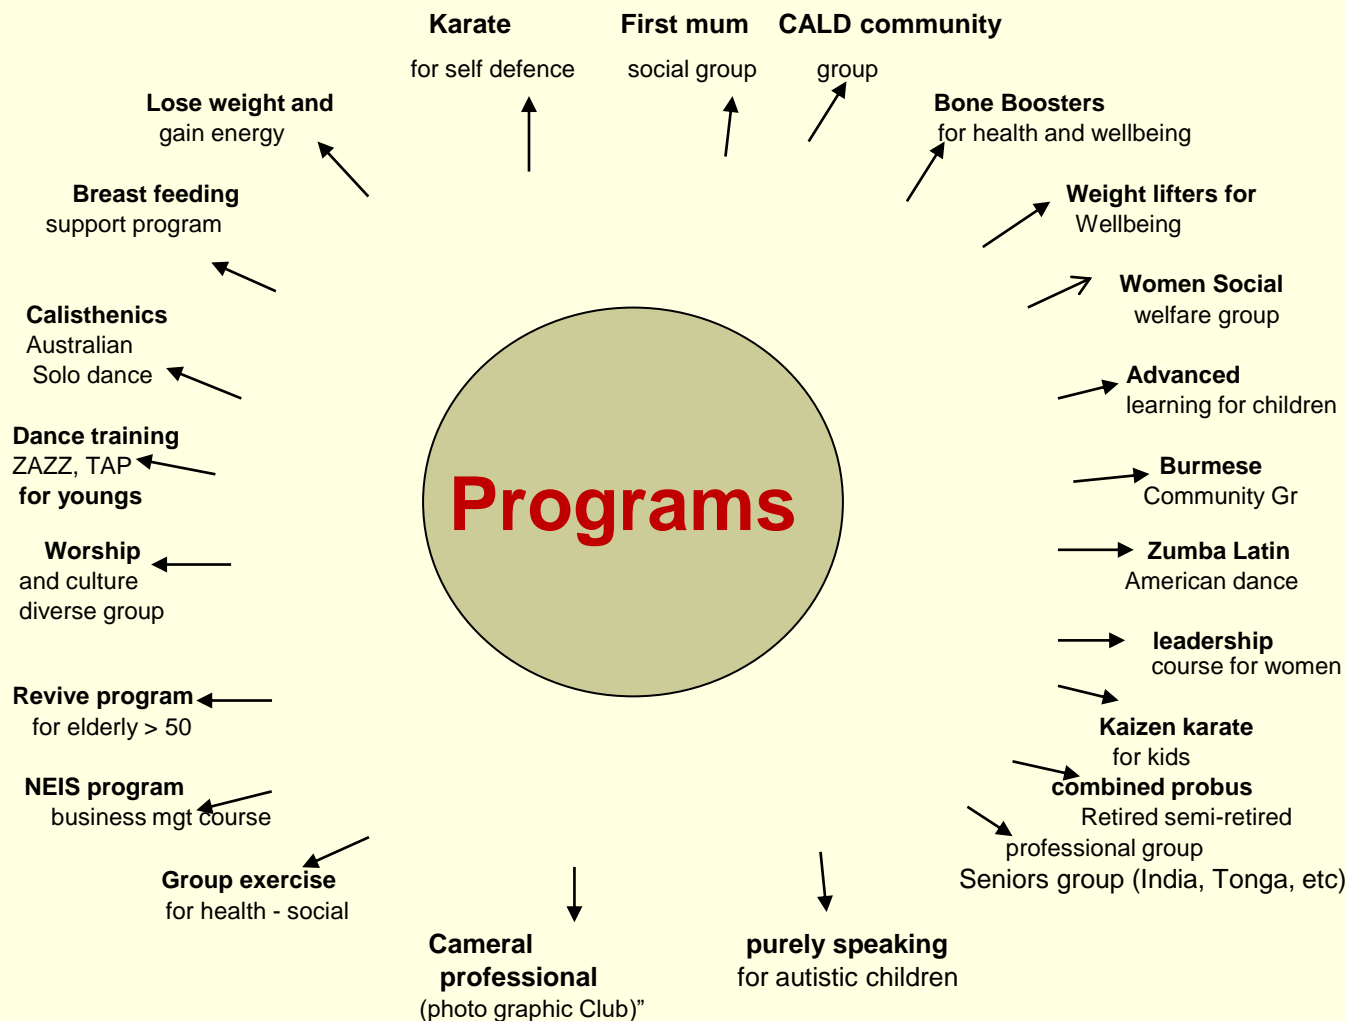 Karate
for self defence
First mum
social group
CALD community
group
Bone Boosters
for health and wellbeing
Weight lifters for
Wellbeing
Women Social
welfare group
Advanced
learning for children
Burmese
Community Gr
Zumba Latin
American dance
leadership
course for women
Kaizen karate
for kids
combined probus
Retired semi-retired
professional group
Seniors group (India, Tonga, etc)
purely speaking
for autistic children
Cameral
professional
(photo graphic Club)”
Group exercise
for health - social
NEIS program
business mgt course
Revive program
for elderly > 50
Worship
and culture
diverse group
Dance training
ZAZZ, TAP
for youngs
Calisthenics
Australian
Solo dance
Breast feeding
support program
Lose weight and
gain energy
Programs